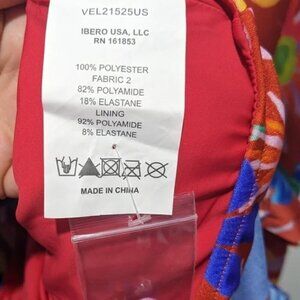 VEL21525US
IBERO USA, LLC
RN 161853
100% POLYESTER
FABRIC 2
82% POLYAMIDE
18% ELASTANE
LINING
92% POLYAMIDE
8% ELASTANE
MADE IN CHINA